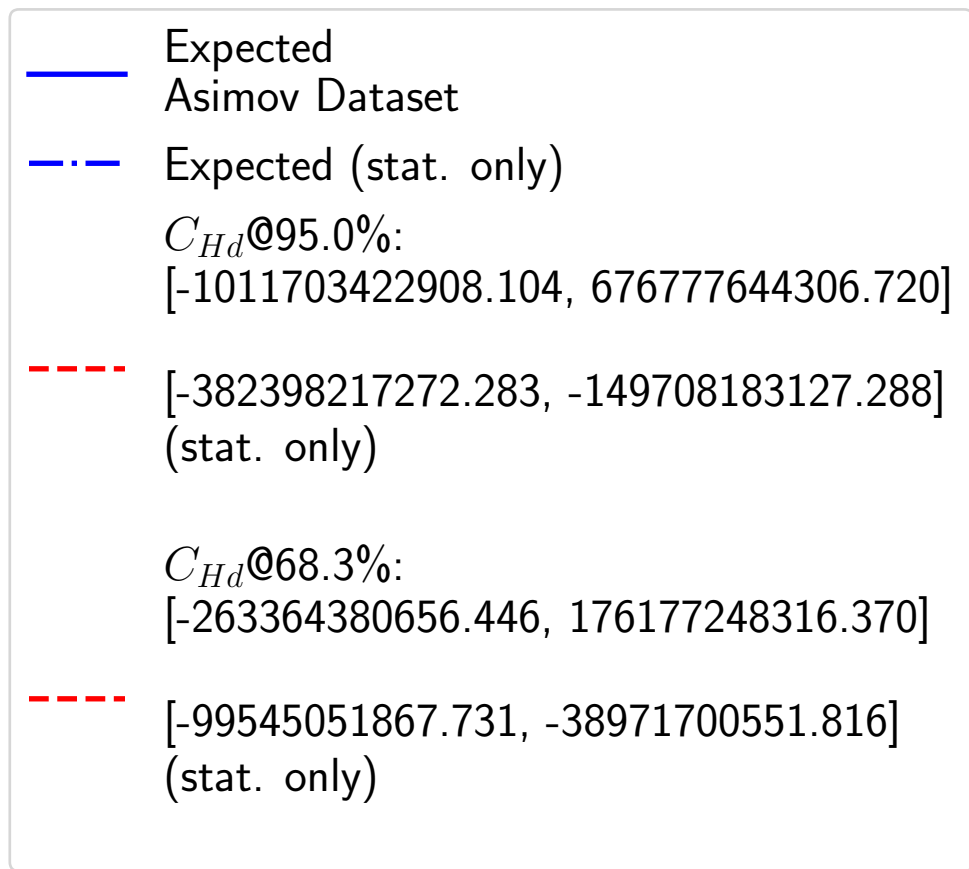 Expected
Asimov Dataset
Expected (stat. only)
$C_{Hd}$@95.0%:
[-1011703422908.104, 676777644306.720]
[-382398217272.283, -149708183127.288]
(stat. only)
$C_{Hd}$@68.3%:
[-263364380656.446, 176177248316.370]
[-99545051867.731, -38971700551.816]
(stat. only)